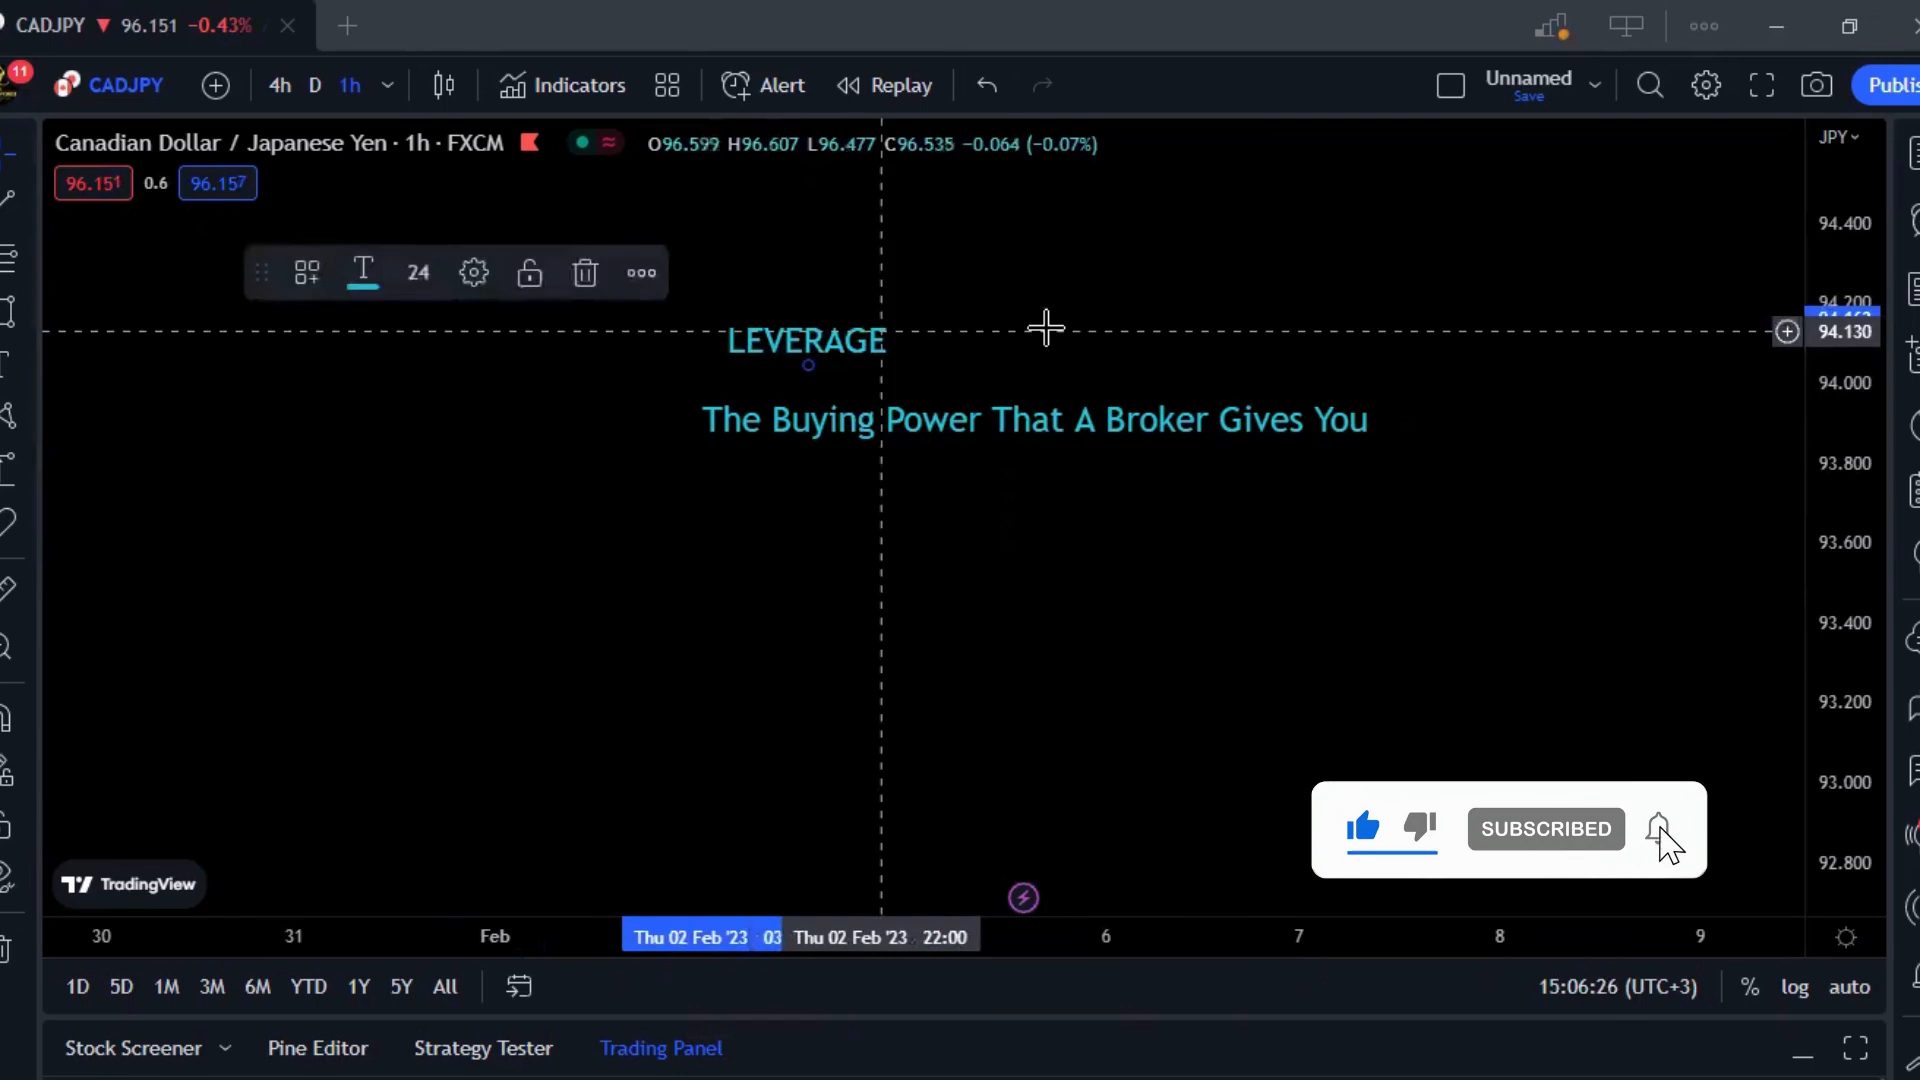 CADJPY ▼ 96.151 −0.43%
11
CADJPY 4h D 1h Indicators Alert Replay Unnamed
Save
Canadian Dollar / Japanese Yen · 1h · FXCM O96.599 H96.607 L96.477 C96.535 −0.064 (−0.07%) JPY
96.151 0.6 96.157
94.400
24
94.200
LEVERAGE
94.130
94.000
The Buying Power That A Broker Gives You
93.800
93.600
93.400
93.200
93.000
SUBSCRIBED
92.800
TradingView
30 31 Feb Thu 02 Feb '23 03 Thu 02 Feb '23 22:00 6 7 8 9
1D 5D 1M 3M 6M YTD 1Y 5Y All 15:06:26 (UTC+3) % log auto
Stock Screener Pine Editor Strategy Tester Trading Panel